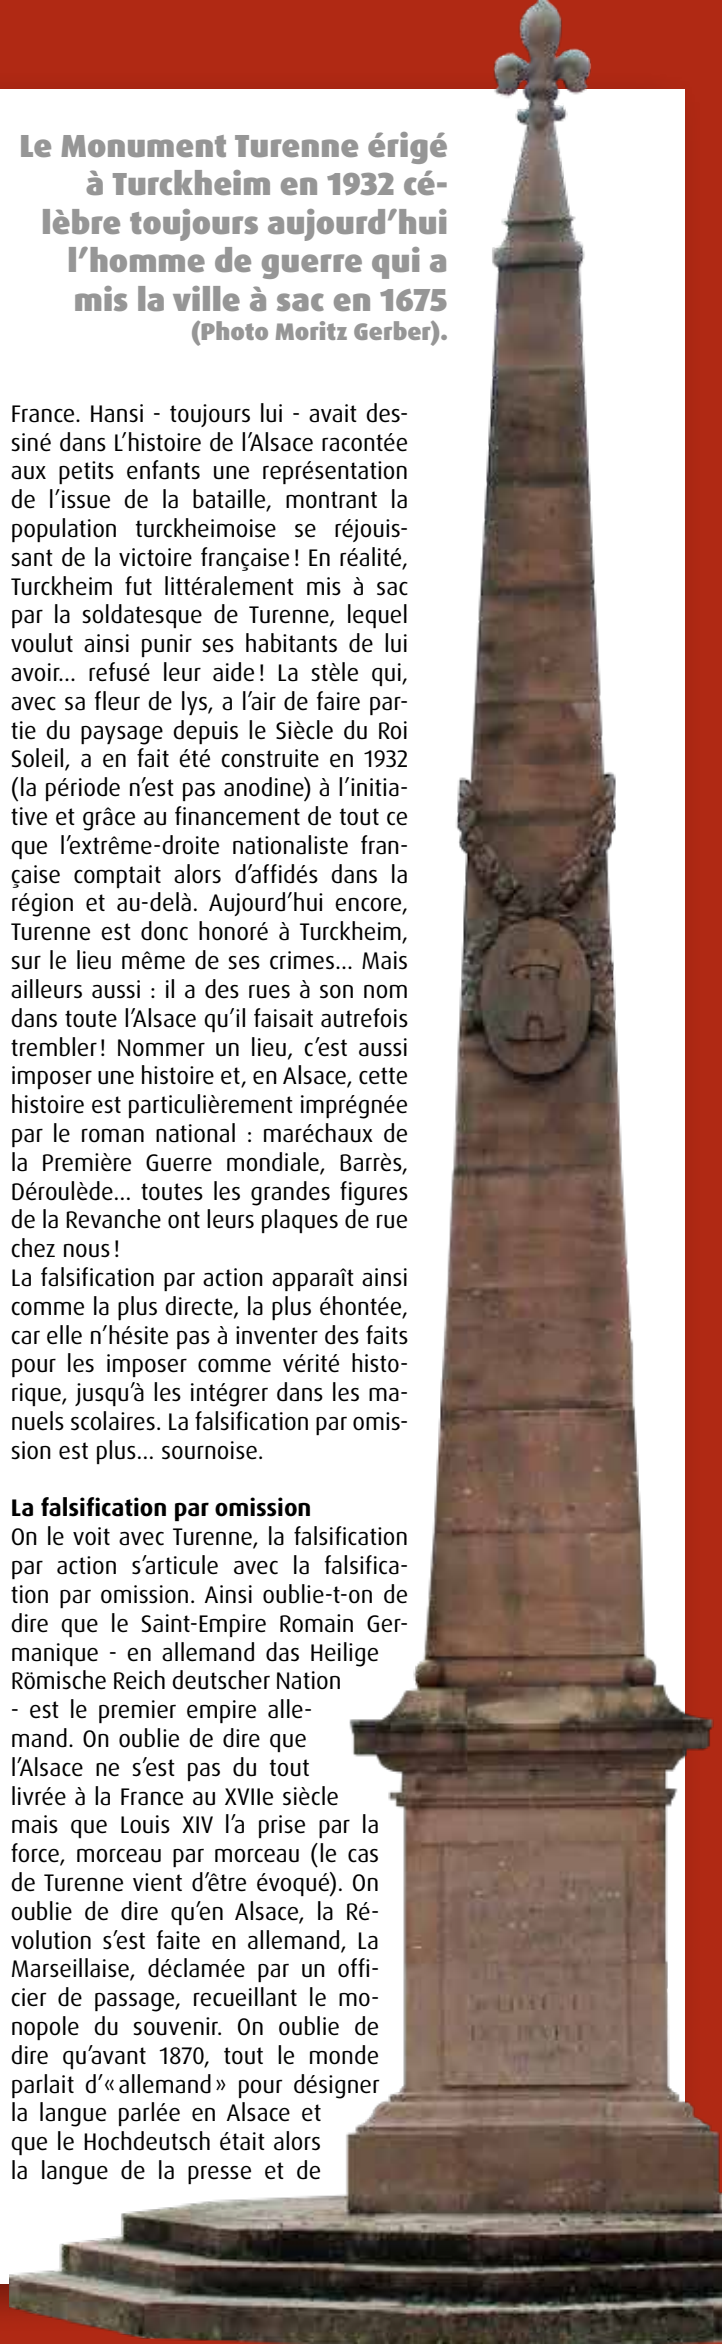 Le Monument Turenne érigé
à Turckheim en 1932 cé-
lèbre toujours aujourd’hui
l’homme de guerre qui a
mis la ville à sac en 1675
(Photo Moritz Gerber).
France. Hansi - toujours lui - avait des-
siné dans L’histoire de l’Alsace racontée
aux petits enfants une représentation
de l’issue de la bataille, montrant la
population turckheimoise se réjouis-
sant de la victoire française ! En réalité,
Turckheim fut littéralement mis à sac
par la soldatesque de Turenne, lequel
voulut ainsi punir ses habitants de lui
avoir... refusé leur aide ! La stèle qui,
avec sa fleur de lys, a l’air de faire par-
tie du paysage depuis le Siècle du Roi
Soleil, a en fait été construite en 1932
(la période n’est pas anodine) à l’initia-
tive et grâce au financement de tout ce
que l’extrême-droite nationaliste fran-
çaise comptait alors d’affidés dans la
région et au-delà. Aujourd’hui encore,
Turenne est donc honoré à Turckheim,
sur le lieu même de ses crimes... Mais
ailleurs aussi : il a des rues à son nom
dans toute l’Alsace qu’il faisait autrefois
trembler ! Nommer un lieu, c’est aussi
imposer une histoire et, en Alsace, cette
histoire est particulièrement imprégnée
par le roman national : maréchaux de
la Première Guerre mondiale, Barrès,
Déroulède... toutes les grandes figures
de la Revanche ont leurs plaques de rue
chez nous !
La falsification par action apparaît ainsi
comme la plus directe, la plus éhontée,
car elle n’hésite pas à inventer des faits
pour les imposer comme vérité histo-
rique, jusqu’à les intégrer dans les ma-
nuels scolaires. La falsification par omis-
sion est plus... sournoise.
La falsification par omission
On le voit avec Turenne, la falsification
par action s’articule avec la falsifica-
tion par omission. Ainsi oublie-t-on de
dire que le Saint-Empire Romain Ger-
manique - en allemand das Heilige
Römische Reich deutscher Nation
- est le premier empire alle-
mand. On oublie de dire que
l’Alsace ne s’est pas du tout
livrée à la France au XVIIe siècle
mais que Louis XIV l’a prise par la
force, morceau par morceau (le cas
de Turenne vient d’être évoqué). On
oublie de dire qu’en Alsace, la Ré-
volution s’est faite en allemand, La
Marseillaise, déclamée par un offi-
cier de passage, recueillant le mo-
nopole du souvenir. On oublie de
dire qu’avant 1870, tout le monde
parlait d’« allemand » pour désigner
la langue parlée en Alsace et
que le Hochdeutsch était alors
la langue de la presse et de